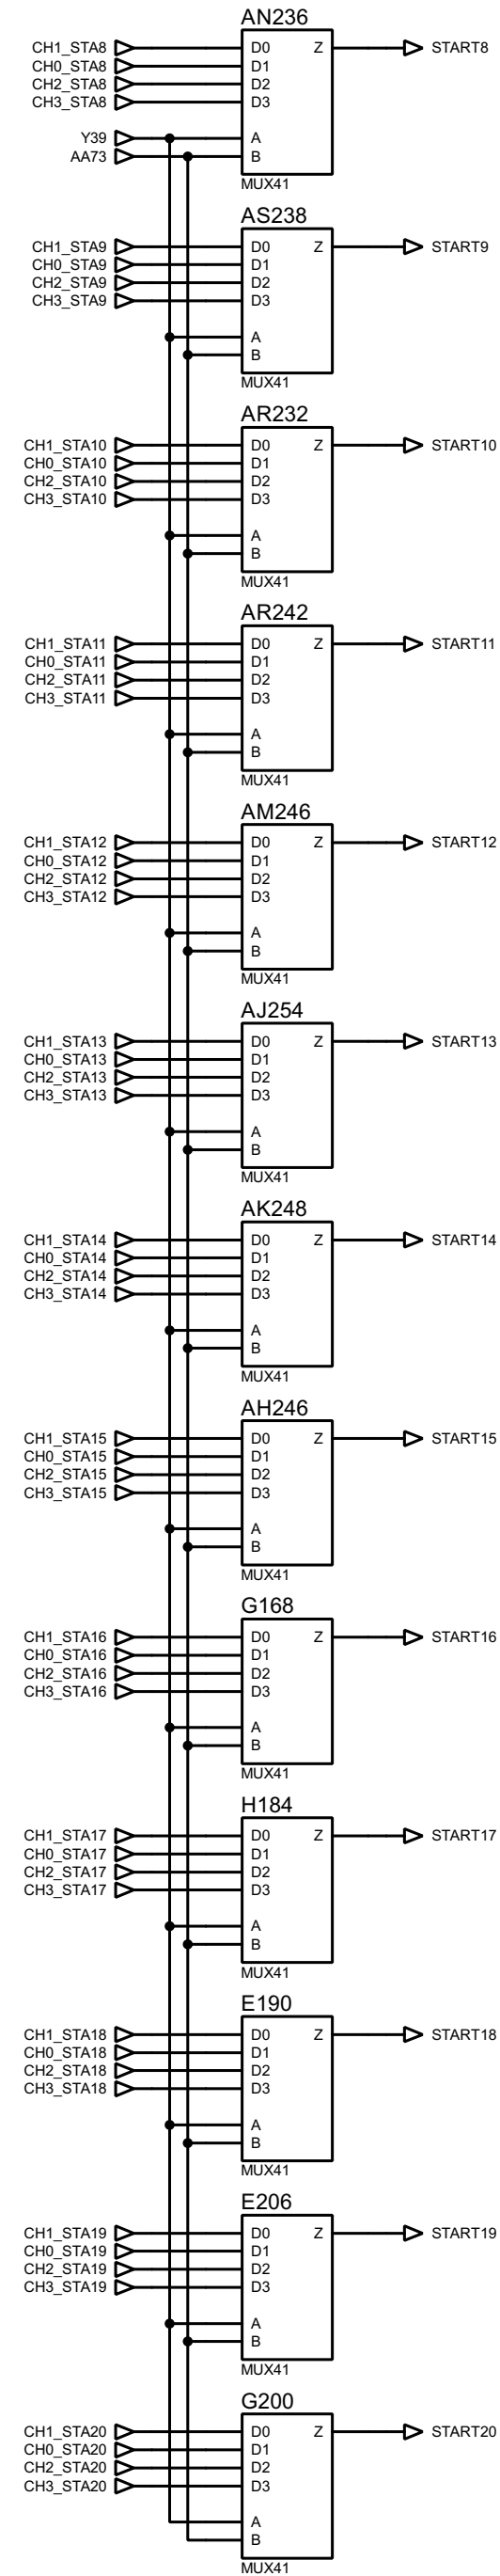 AN236
CH1_STA8 D0 Z START8
CH0_STA8 D1
CH2_STA8 D2
CH3_STA8 D3
Y39 A
AA73 B
MUX41
AS238
CH1_STA9 D0 Z START9
CH0_STA9 D1
CH2_STA9 D2
CH3_STA9 D3
A
B
MUX41
AR232
CH1_STA10 D0 Z START10
CH0_STA10 D1
CH2_STA10 D2
CH3_STA10 D3
A
B
MUX41
AR242
CH1_STA11 D0 Z START11
CH0_STA11 D1
CH2_STA11 D2
CH3_STA11 D3
A
B
MUX41
AM246
CH1_STA12 D0 Z START12
CH0_STA12 D1
CH2_STA12 D2
CH3_STA12 D3
A
B
MUX41
AJ254
CH1_STA13 D0 Z START13
CH0_STA13 D1
CH2_STA13 D2
CH3_STA13 D3
A
B
MUX41
AK248
CH1_STA14 D0 Z START14
CH0_STA14 D1
CH2_STA14 D2
CH3_STA14 D3
A
B
MUX41
AH246
CH1_STA15 D0 Z START15
CH0_STA15 D1
CH2_STA15 D2
CH3_STA15 D3
A
B
MUX41
G168
CH1_STA16 D0 Z START16
CH0_STA16 D1
CH2_STA16 D2
CH3_STA16 D3
A
B
MUX41
H184
CH1_STA17 D0 Z START17
CH0_STA17 D1
CH2_STA17 D2
CH3_STA17 D3
A
B
MUX41
E190
CH1_STA18 D0 Z START18
CH0_STA18 D1
CH2_STA18 D2
CH3_STA18 D3
A
B
MUX41
E206
CH1_STA19 D0 Z START19
CH0_STA19 D1
CH2_STA19 D2
CH3_STA19 D3
A
B
MUX41
G200
CH1_STA20 D0 Z START20
CH0_STA20 D1
CH2_STA20 D2
CH3_STA20 D3
A
B
MUX41